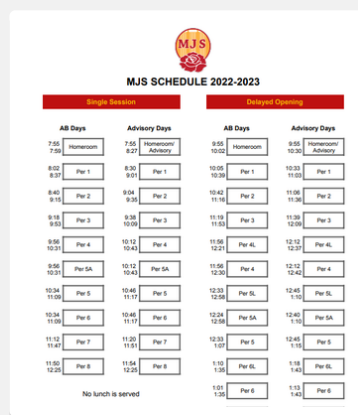 MJS
MJS SCHEDULE 2022-2023
Single Session
Delayed Opening
AB Days
Advisory Days
AB Days
Advisory Days
7:55 7:59 Homeroom
7:55 8:27 Homeroom/ Advisory
9:55 10:02 Homeroom
9:55 10:30 Homeroom/ Advisory
8:02 8:37 Per 1
8:30 9:01 Per 1
10:05 10:39 Per 1
10:33 11:03 Per 1
8:40 9:15 Per 2
9:04 9:35 Per 2
10:42 11:16 Per 2
11:06 11:36 Per 2
9:18 9:53 Per 3
9:38 10:09 Per 3
11:19 11:53 Per 3
11:39 12:09 Per 3
9:56 10:31 Per 4
10:12 10:43 Per 4
11:56 12:21 Per 4L
12:12 12:37 Per 4L
9:56 10:31 Per 5A
10:12 10:43 Per 5A
11:56 12:30 Per 4
12:12 12:42 Per 4
10:34 11:09 Per 5
10:46 11:17 Per 5
12:33 12:58 Per 5L
12:45 1:10 Per 5L
10:34 11:09 Per 6
10:46 11:17 Per 6
12:24 12:58 Per 5A
12:40 1:10 Per 5A
11:12 11:47 Per 7
11:20 11:51 Per 7
12:33 1:07 Per 5
12:45 1:15 Per 5
11:50 12:25 Per 8
11:54 12:25 Per 8
1:10 1:35 Per 6L
1:18 1:43 Per 6L
No lunch is served
1:01 1:35 Per 6
1:13 1:43 Per 6